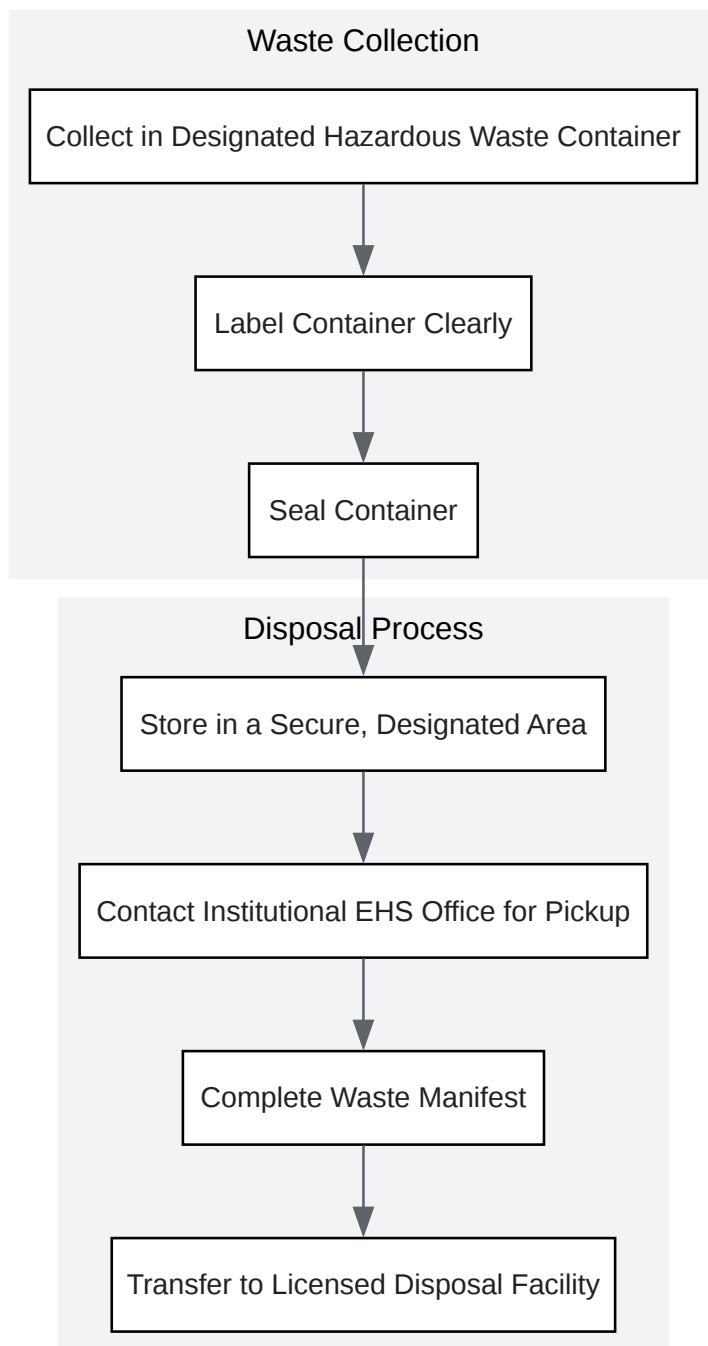 Waste Collection
Collect in Designated Hazardous Waste Container
Label Container Clearly
Seal Container
Disposal Process
Store in a Secure, Designated Area
Contact Institutional EHS Office for Pickup
Complete Waste Manifest
Transfer to Licensed Disposal Facility